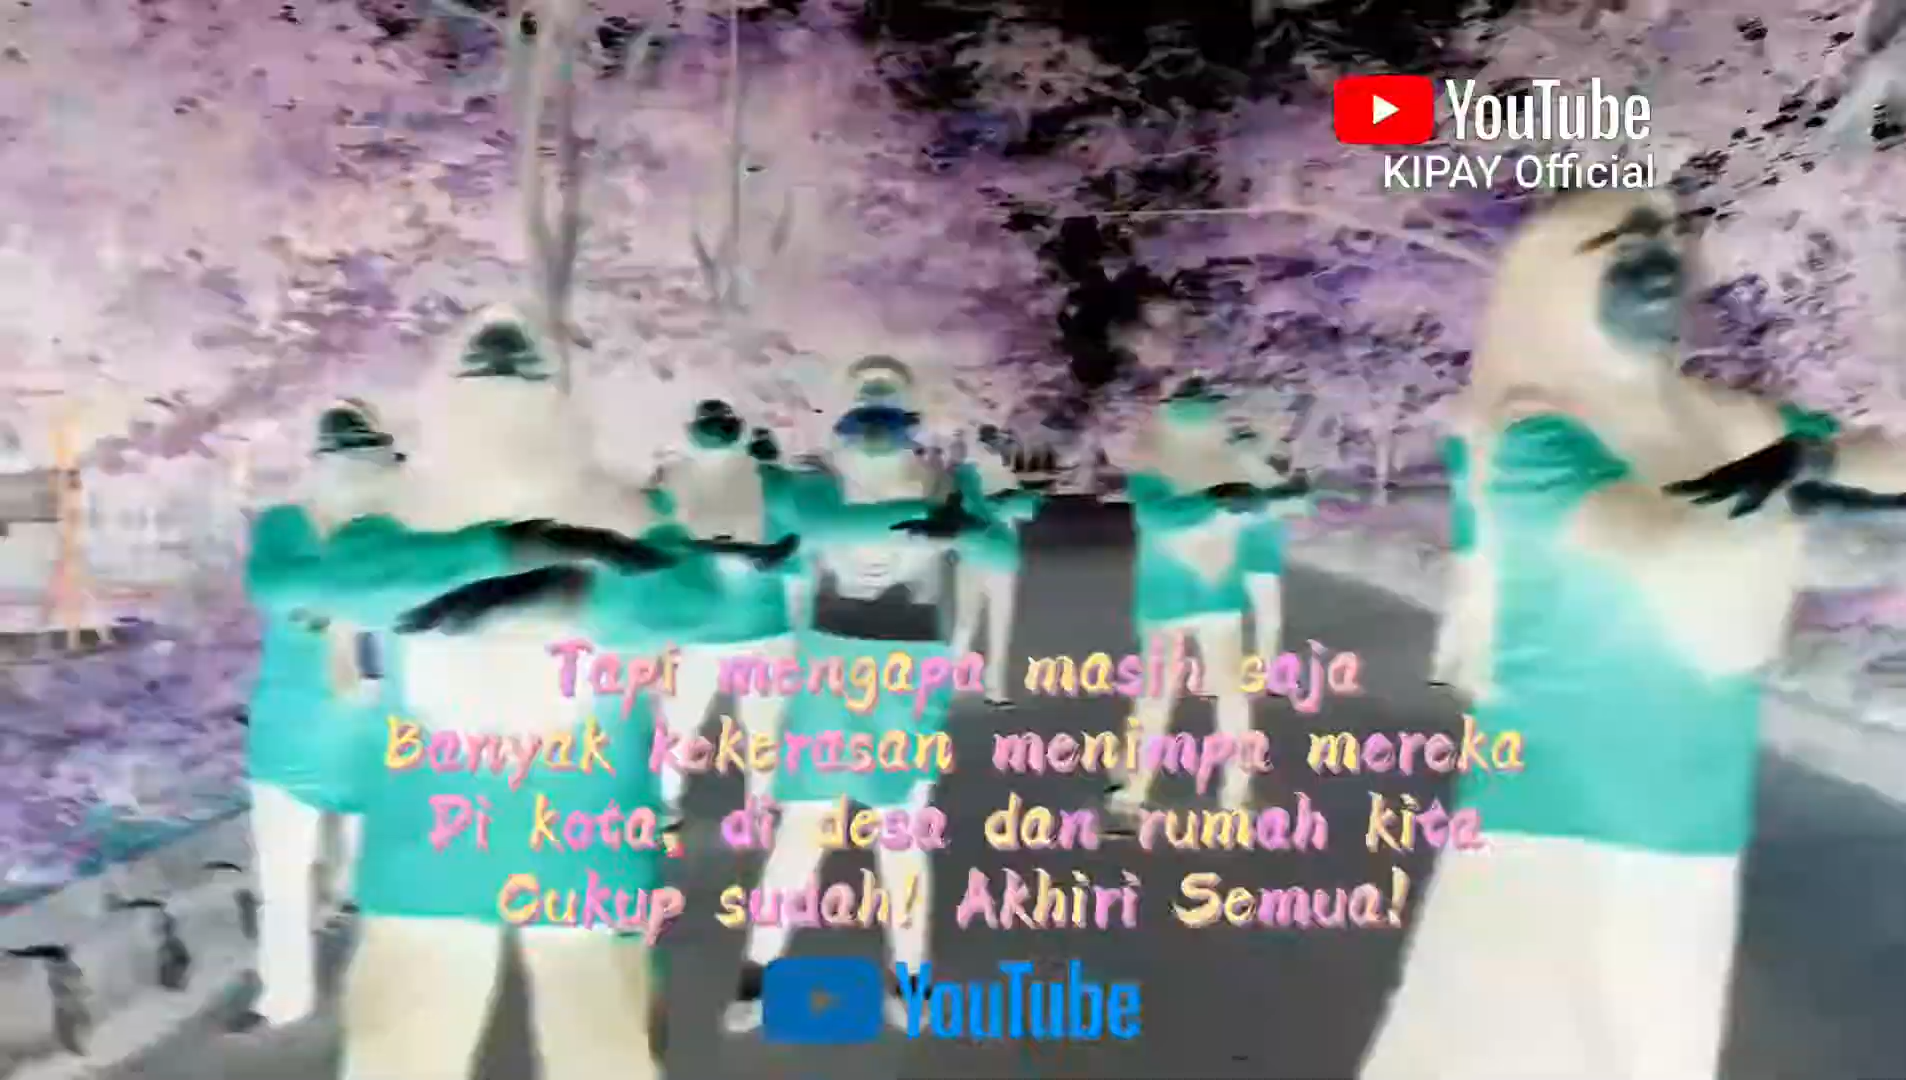 YouTube
KIPAY Official
Tapi mengapa masih saja
Banyak kekerasan menimpa mereka
Di kota, di desa dan rumah kita
Cukup sudah! Akhiri Semua!
YouTube